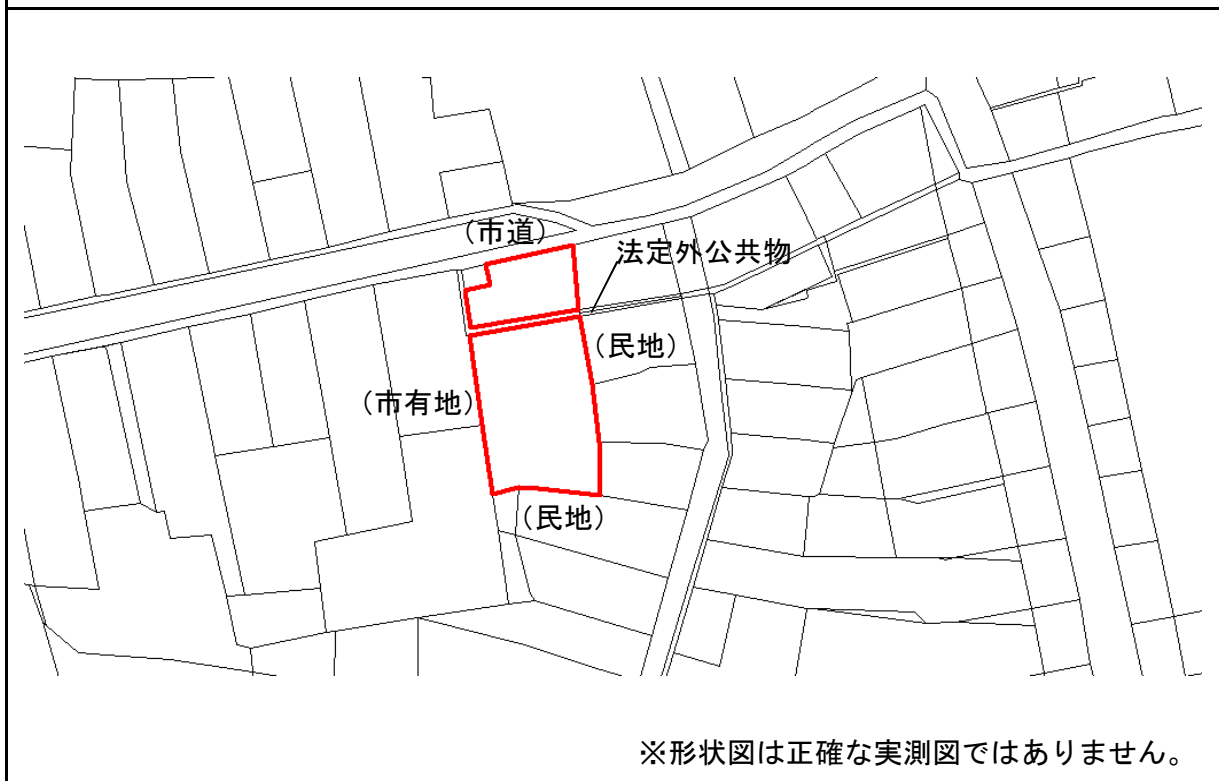 （市道）
法定外公共物
（民地）
（市有地）
（民地）
※形状図は正確な実測図ではありません。